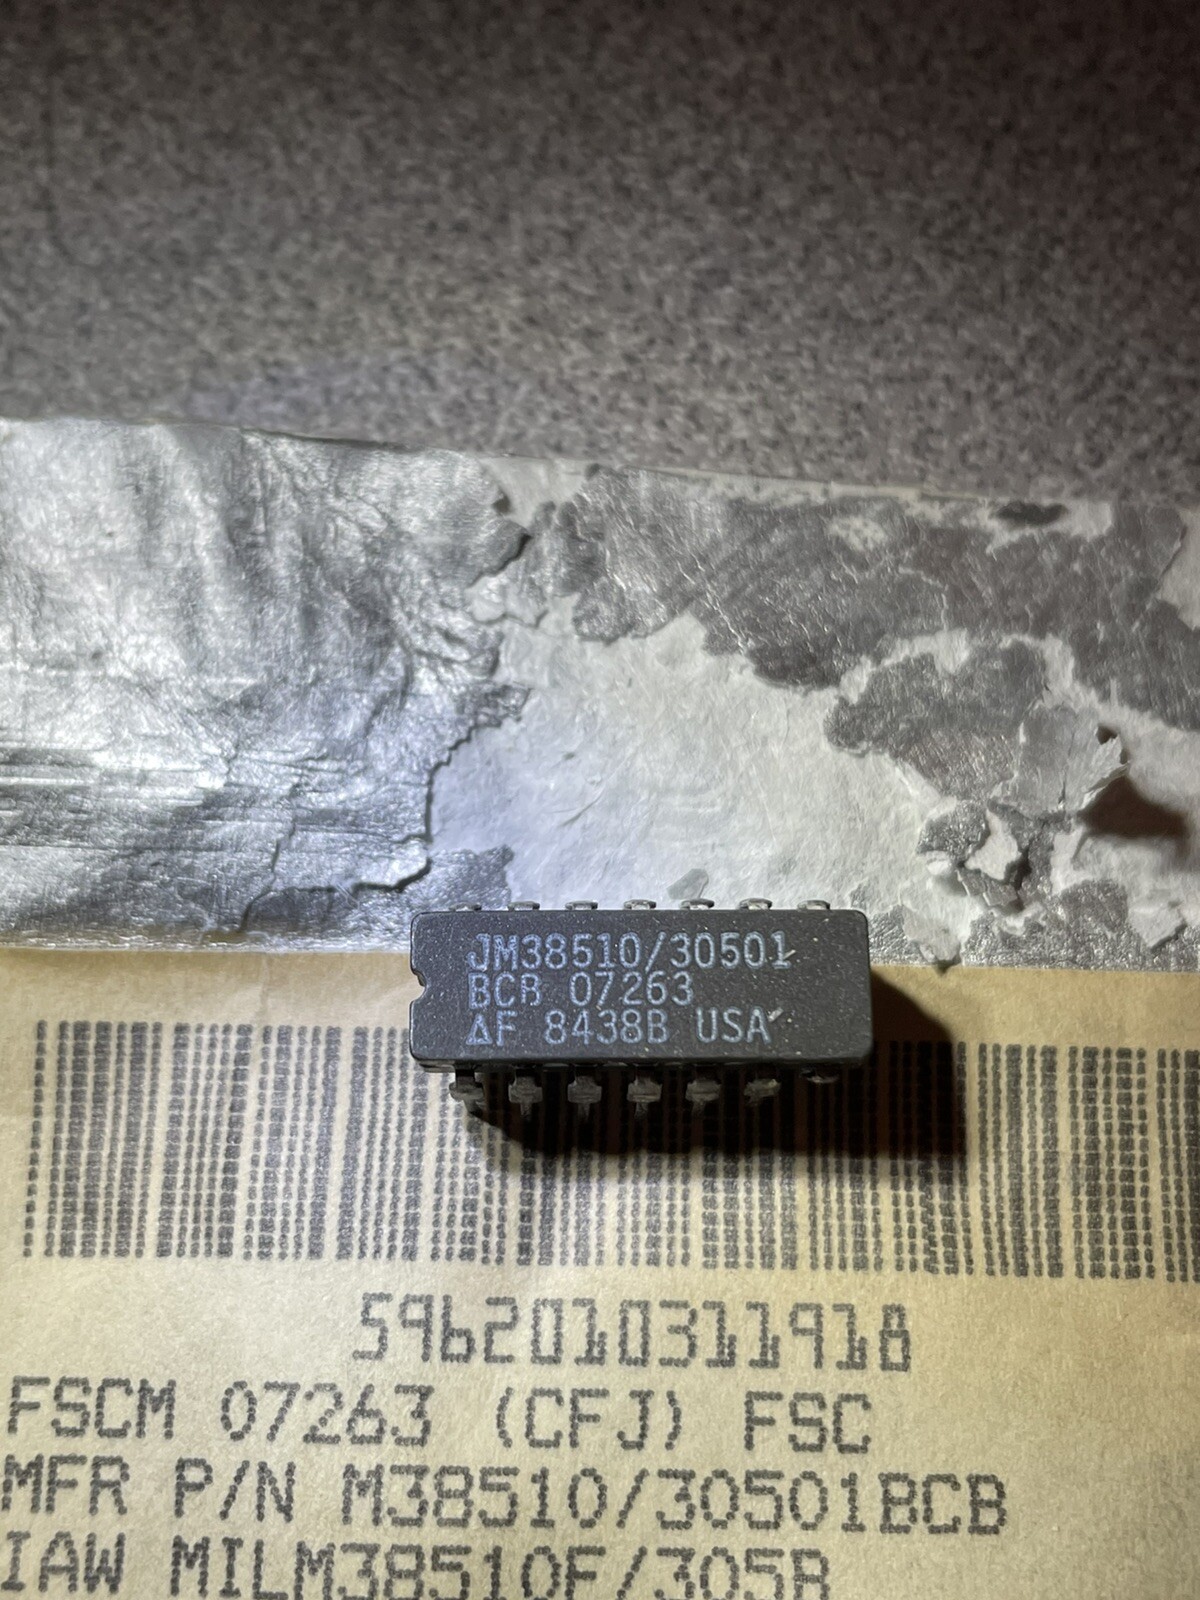 JM38510/30501
BCB 07263
ΔF 8438B USA
5962010311918
FSCM 07263 (CFJ) FSC
MFR P/N M38510/30501BCB
IAW MILM38510F/305B